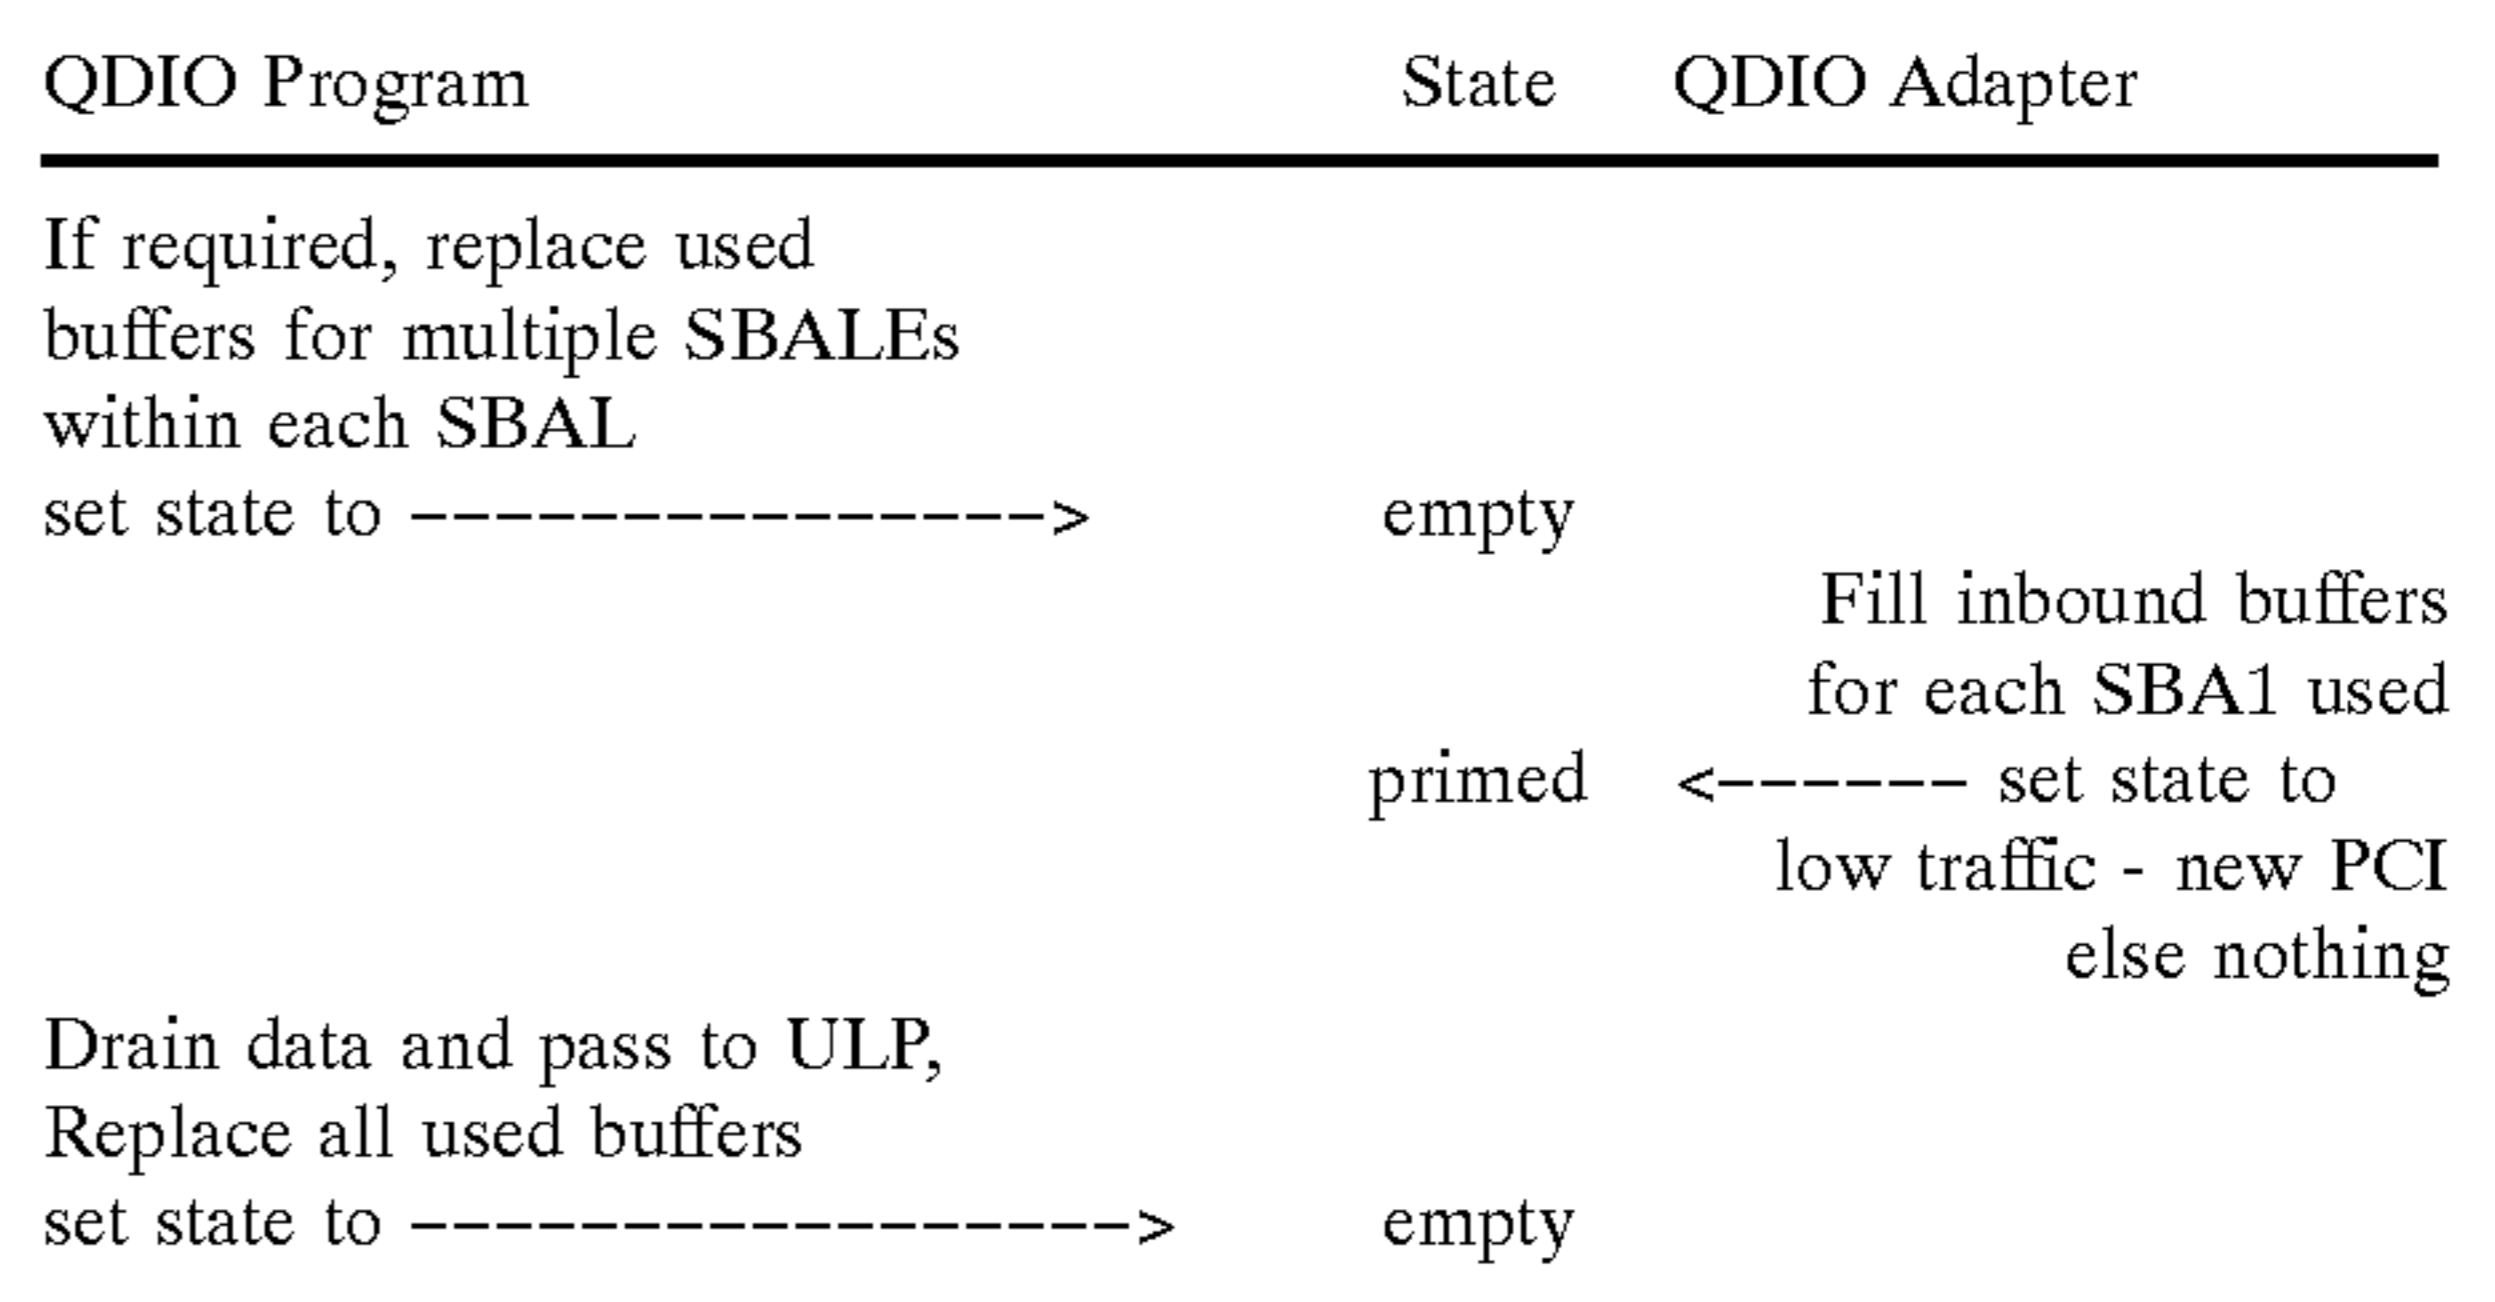 QDIO Program State QDIO Adapter
If required, replace used
buffers for multiple SBALEs
within each SBAL
set state to ---------------> empty
Fill inbound buffers
for each SBA1 used
primed <------ set state to
low traffic - new PCI
else nothing
Drain data and pass to ULP,
Replace all used buffers
set state to -----------------> empty